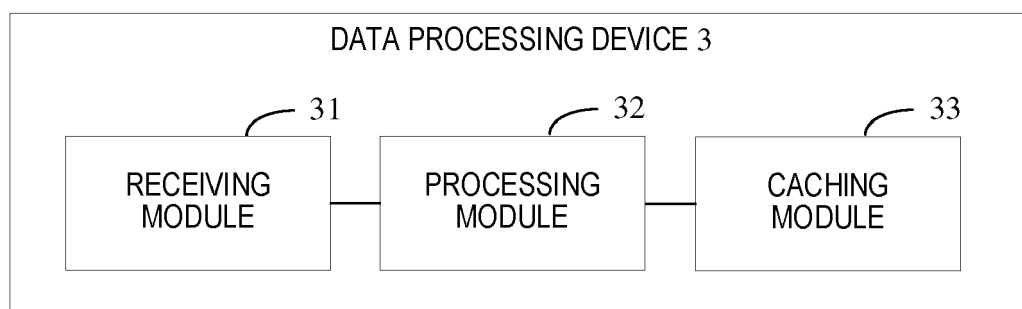 DATA PROCESSING DEVICE 3
31
32
33
RECEIVING
MODULE
PROCESSING
MODULE
CACHING
MODULE